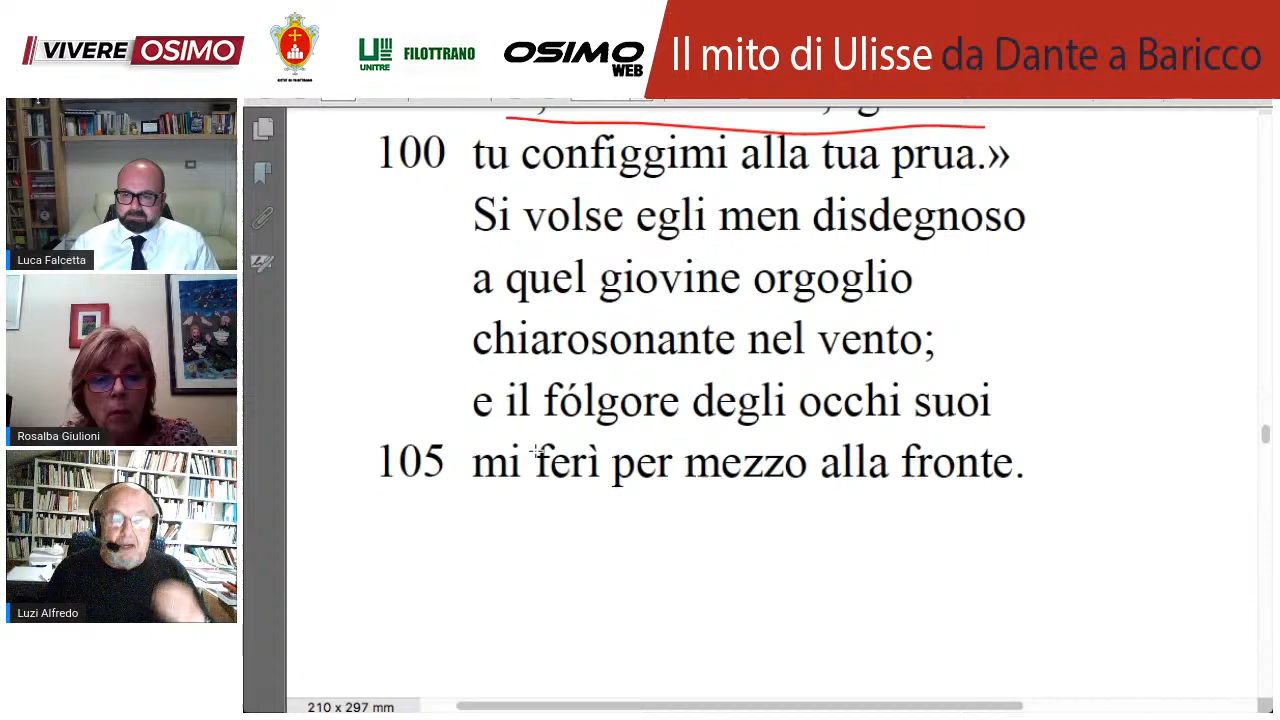 VIVERE OSIMO
UNITRE
FILOTTRANO
OSIMO
WEB
Il mito di Ulisse da Dante a Baricco
100 tu configgimi alla tua prua.»
Si volse egli men disdegnoso
a quel giovine orgoglio
chiarosonante nel vento;
e il fólgore degli occhi suoi
105 mi ferì per mezzo alla fronte.
Luca Falcetta
Rosalba Giulioni
Luzi Alfredo
210 x 297 mm